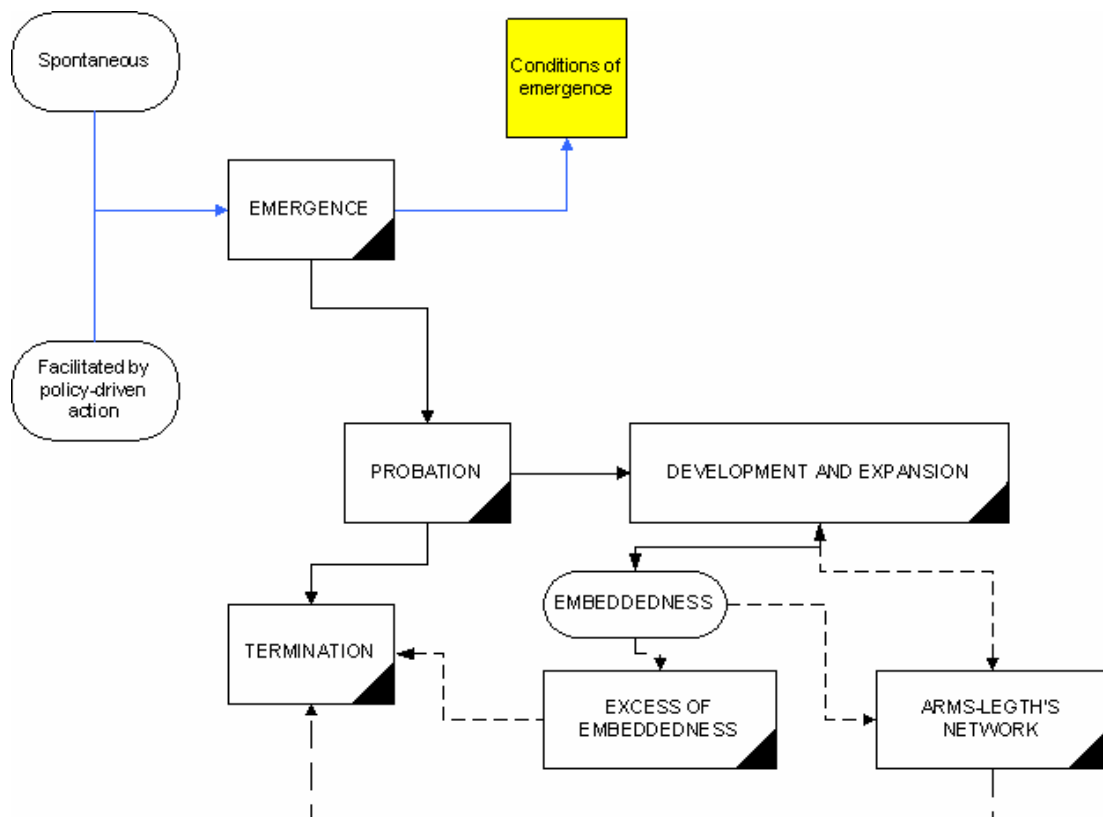 Spontaneous
Conditions of
emergence
EMERGENCE
Facilitated by
policy-driven
action
PROBATION
DEVELOPMENT AND EXPANSION
EMBEDDEDNESS
TERMINATION
EXCESS OF
EMBEDDEDNESS
ARMS-LEGTH'S
NETWORK